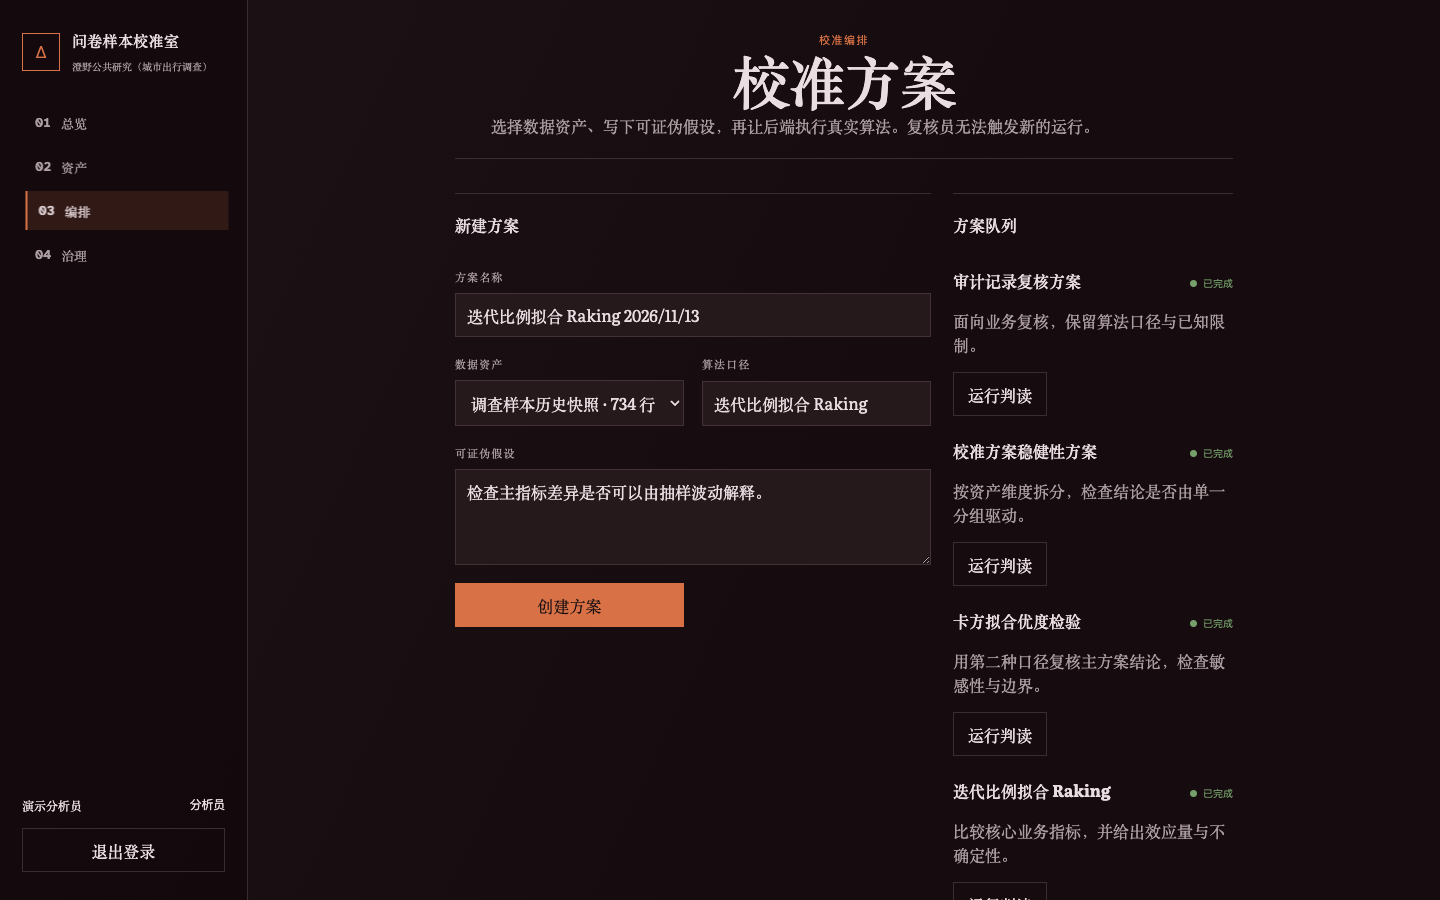 Δ
问卷样本校准室
澄野公共研究（城市出行调查）
01 总览
02 资产
03 编排
04 治理
演示分析员
分析员
退出登录
校准编排
校准方案
选择数据资产、写下可证伪假设，再让后端执行真实算法。复核员无法触发新的运行。
新建方案
方案名称
迭代比例拟合 Raking 2026/11/13
数据资产
算法口径
调查样本历史快照 · 734 行
迭代比例拟合 Raking
可证伪假设
检查主指标差异是否可以由抽样波动解释。
创建方案
方案队列
审计记录复核方案
已完成
面向业务复核，保留算法口径与已知限
制。
运行判读
校准方案稳健性方案
已完成
按资产维度拆分，检查结论是否由单一
分组驱动。
运行判读
卡方拟合优度检验
已完成
用第二种口径复核主方案结论，检查敏
感性与边界。
运行判读
迭代比例拟合 Raking
已完成
比较核心业务指标，并给出效应量与不
确定性。